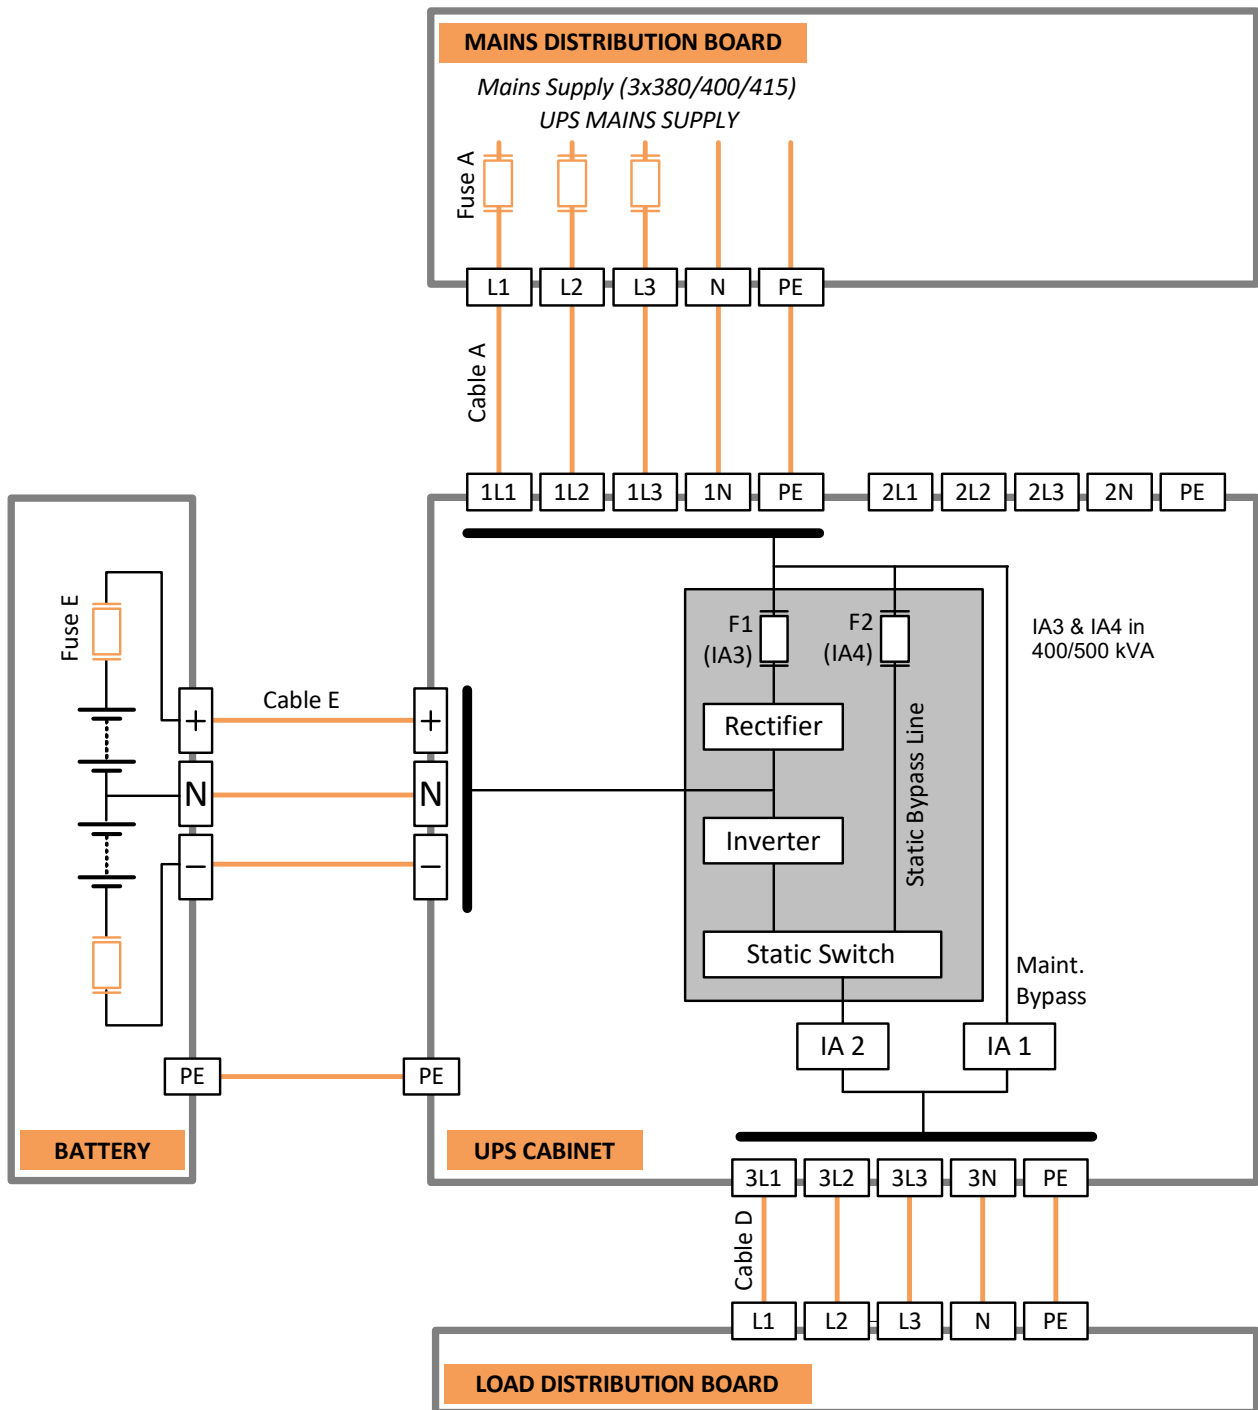 MAINS DISTRIBUTION BOARD
Mains Supply (3x380/400/415)
UPS MAINS SUPPLY
Fuse A
L1 L2 L3 N PE
Cable A
1L1 1L2 1L3 1N PE 2L1 2L2 2L3 2N PE
Fuse E
F1
(IA3)
F2
(IA4)
IA3 & IA4 in
400/500 kVA
Cable E
+ +
Rectifier
Static Bypass Line
N N
Inverter
– –
Static Switch
Maint.
Bypass
IA 2 IA 1
PE PE
BATTERY
UPS CABINET
3L1 3L2 3L3 3N PE
Cable D
L1 L2 L3 N PE
LOAD DISTRIBUTION BOARD